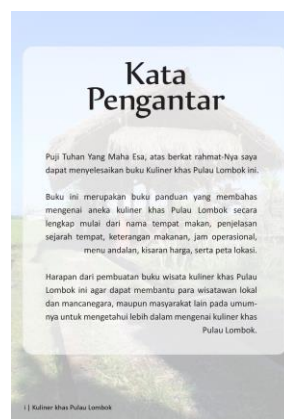 Kata
Pengantar
Puji Tuhan Yang Maha Esa, atas berkat rahmat-Nya saya
dapat menyelesaikan buku Kuliner khas Pulau Lombok ini.
Buku ini merupakan buku panduan yang membahas
mengenai aneka kuliner khas Pulau Lombok secara
lengkap mulai dari nama tempat makan, penjelasan
sejarah tempat, keterangan makanan, jam operasional,
menu andalan, kisaran harga, serta peta lokasi.
Harapan dari pembuatan buku wisata kuliner khas Pulau
Lombok ini agar dapat membantu para wisatawan lokal
dan mancanegara, maupun masyarakat lain pada umum-
nya untuk mengetahui lebih dalam mengenai kuliner khas
Pulau Lombok.
i | Kuliner khas Pulau Lombok